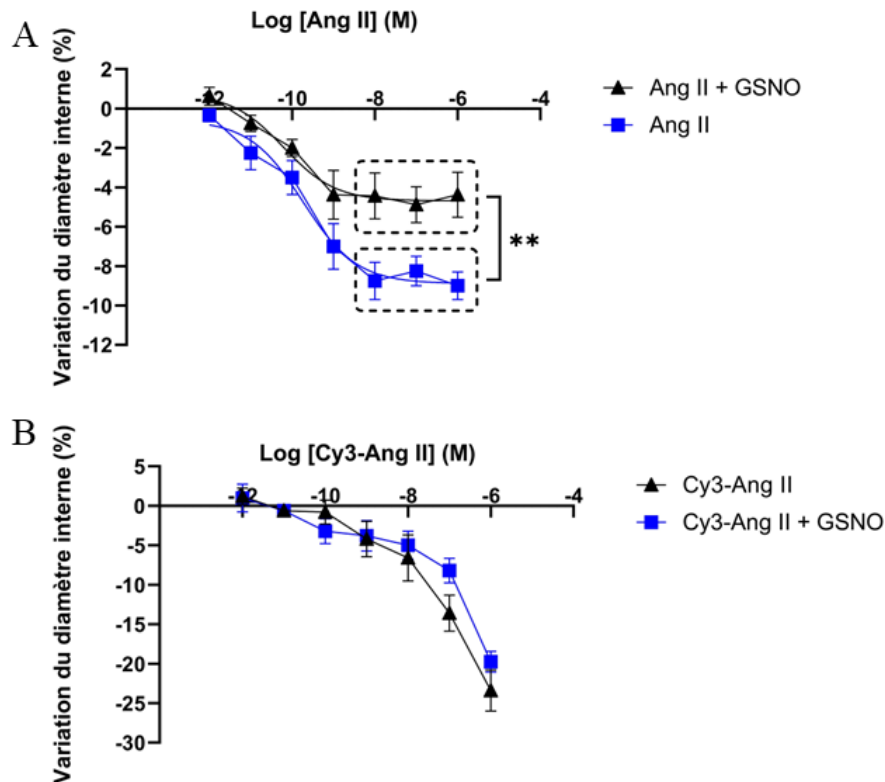 A
Log [Ang II] (M)
Variation du diamètre interne (%)
2
0
-2
-4
-6
-8
-10
-12
-12
-10
-8
-6
-4
**
Ang II + GSNO
Ang II
B
Log [Cy3-Ang II] (M)
Variation du diamètre interne (%)
5
0
-5
-10
-15
-20
-25
-30
-12
-10
-8
-6
-4
Cy3-Ang II
Cy3-Ang II + GSNO